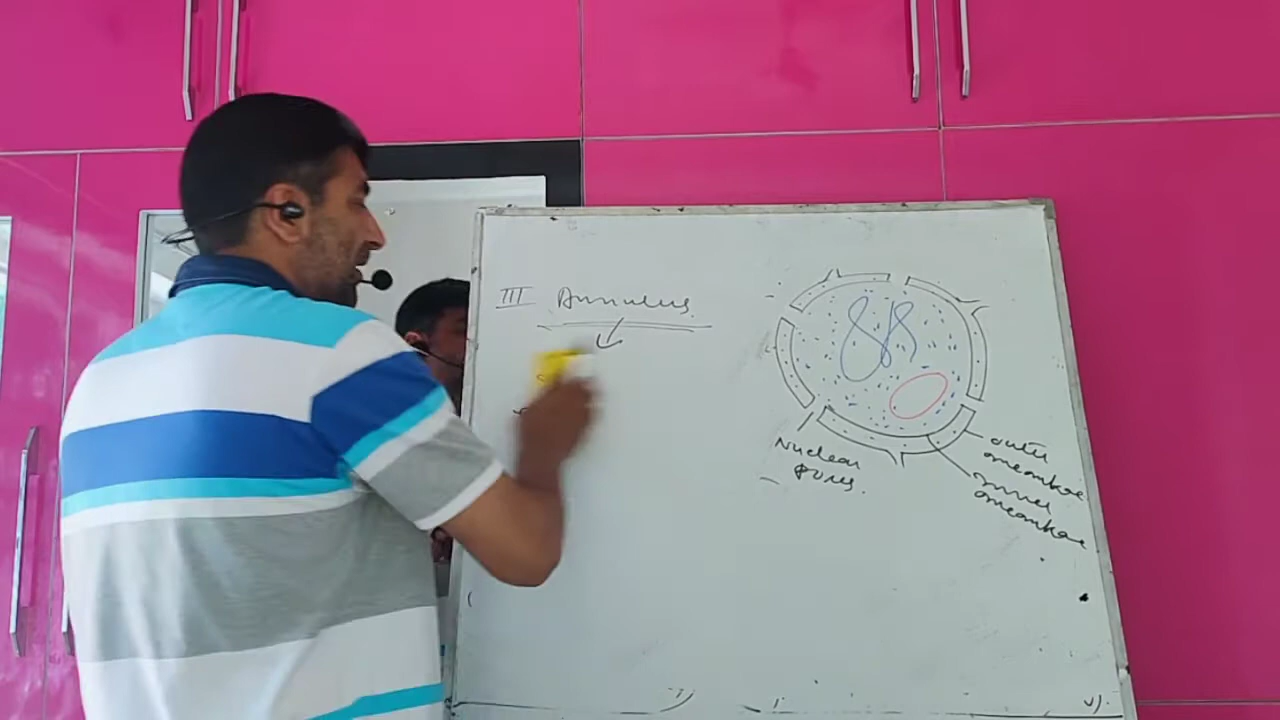 III Annulus
Nuclear
Pores.
outer
membrane
inner
membrane